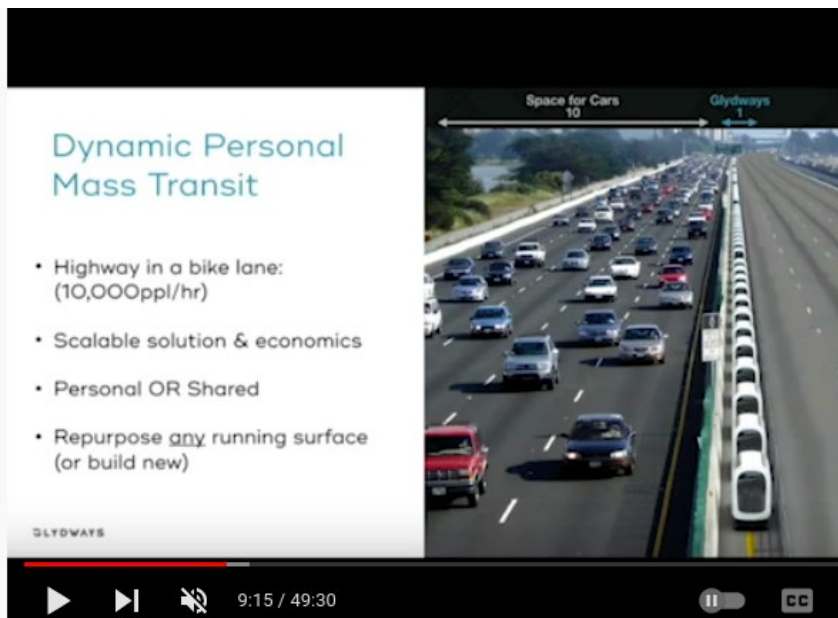 Space for Cars
10
Glydways
1
Dynamic Personal
Mass Transit
• Highway in a bike lane:
(10,000ppl/hr)
• Scalable solution & economics
• Personal OR Shared
• Repurpose any running surface
(or build new)
GLYDWAYS
9:15 / 49:30
CC